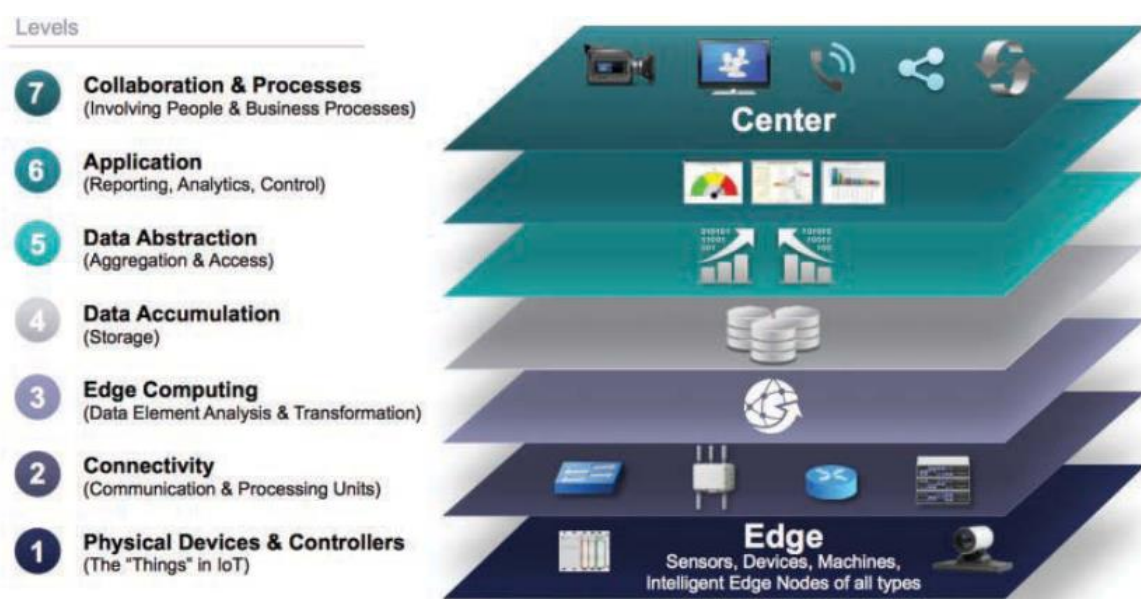 Levels
7
Collaboration & Processes
(Involving People & Business Processes)
6
Application
(Reporting, Analytics, Control)
5
Data Abstraction
(Aggregation & Access)
4
Data Accumulation
(Storage)
3
Edge Computing
(Data Element Analysis & Transformation)
2
Connectivity
(Communication & Processing Units)
1
Physical Devices & Controllers
(The "Things" in IoT)
Center
Edge
Sensors, Devices, Machines,
Intelligent Edge Nodes of all types